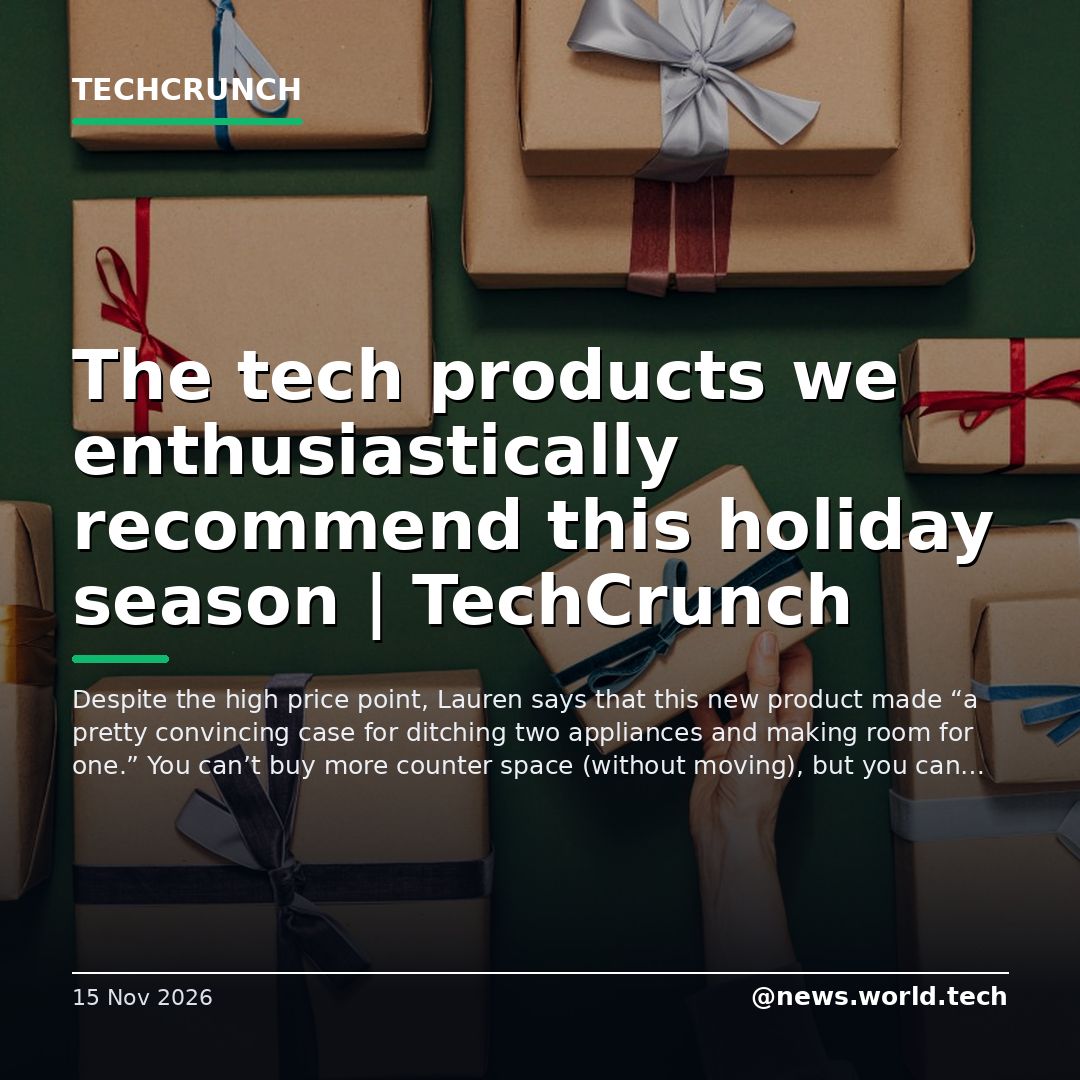 TECHCRUNCH
The tech products we
enthusiastically
recommend this holiday
season | TechCrunch
Despite the high price point, Lauren says that this new product made “a
pretty convincing case for ditching two appliances and making room for
one.” You can’t buy more counter space (without moving), but you can…
15 Nov 2026
@news.world.tech